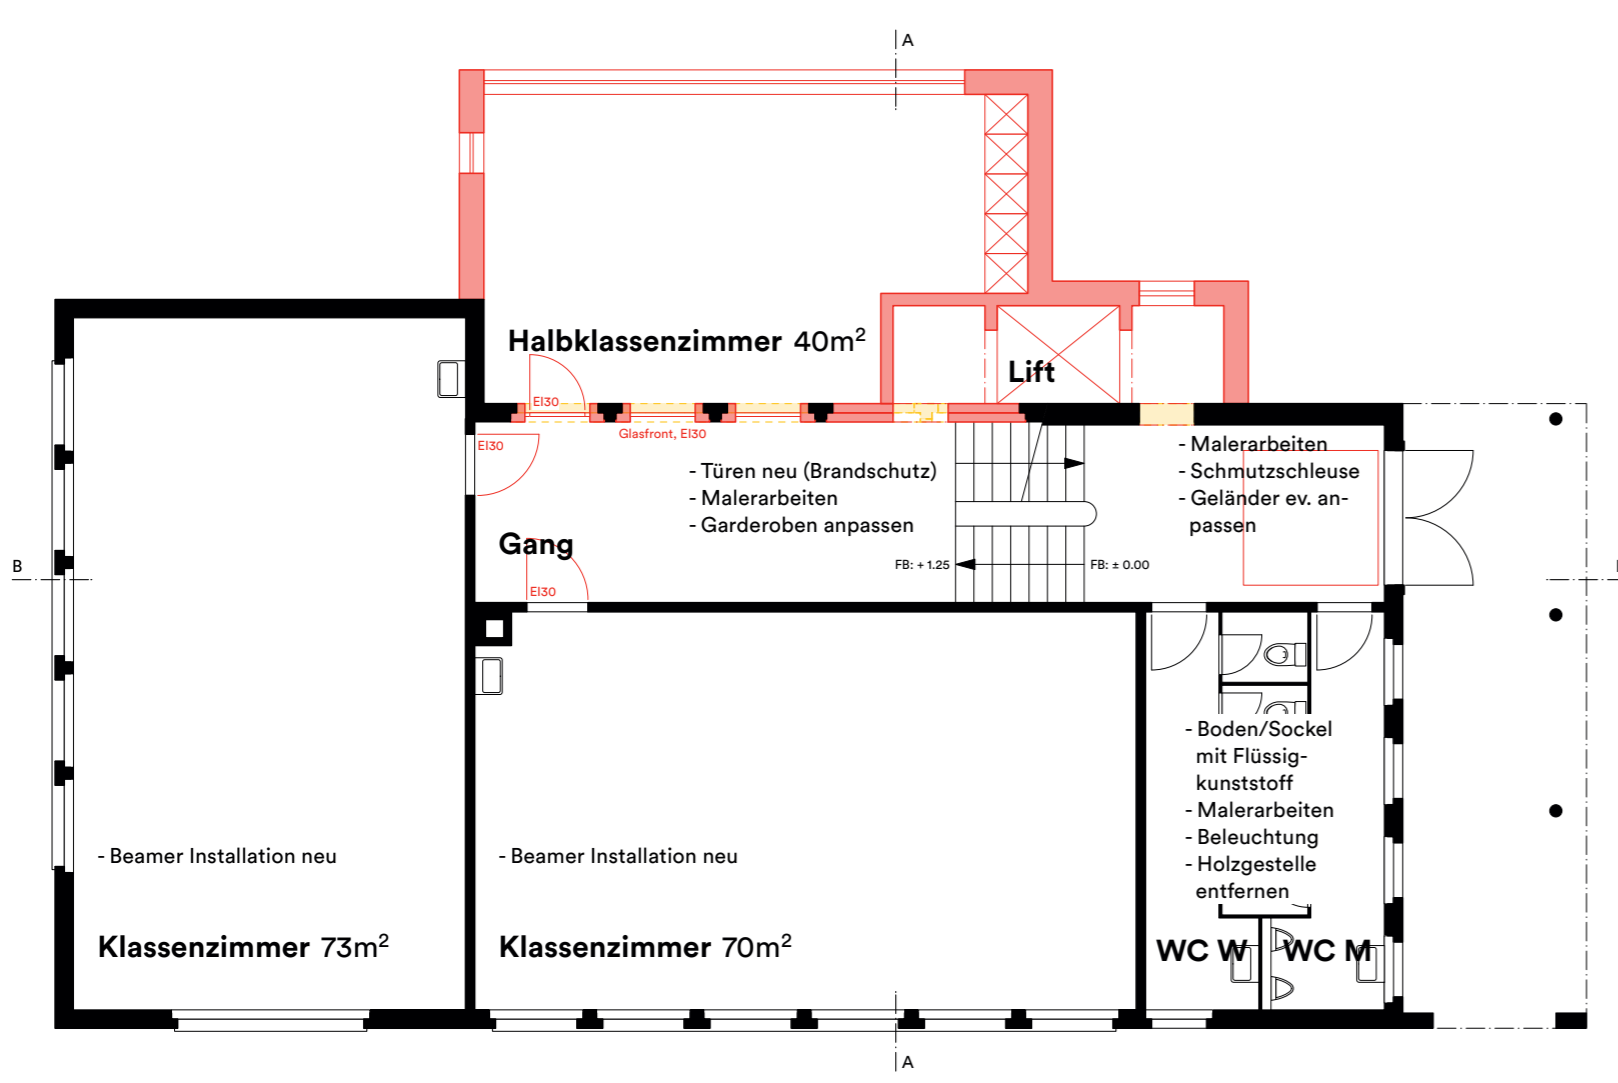 A
Halbklassenzimmer 40m²
Lift
EI30
Glasfront, EI30
EI30
- Türen neu (Brandschutz)
- Malerarbeiten
- Garderoben anpassen
- Malerarbeiten
- Schmutzschleuse
- Geländer ev. an-
passen
Gang
EI30
FB: + 1.25
FB: ± 0.00
B
- Boden/Sockel
mit Flüssig-
kunststoff
- Malerarbeiten
- Beleuchtung
- Holzgestelle
entfernen
- Beamer Installation neu
- Beamer Installation neu
Klassenzimmer 73m²
Klassenzimmer 70m²
WC W
WC M
A